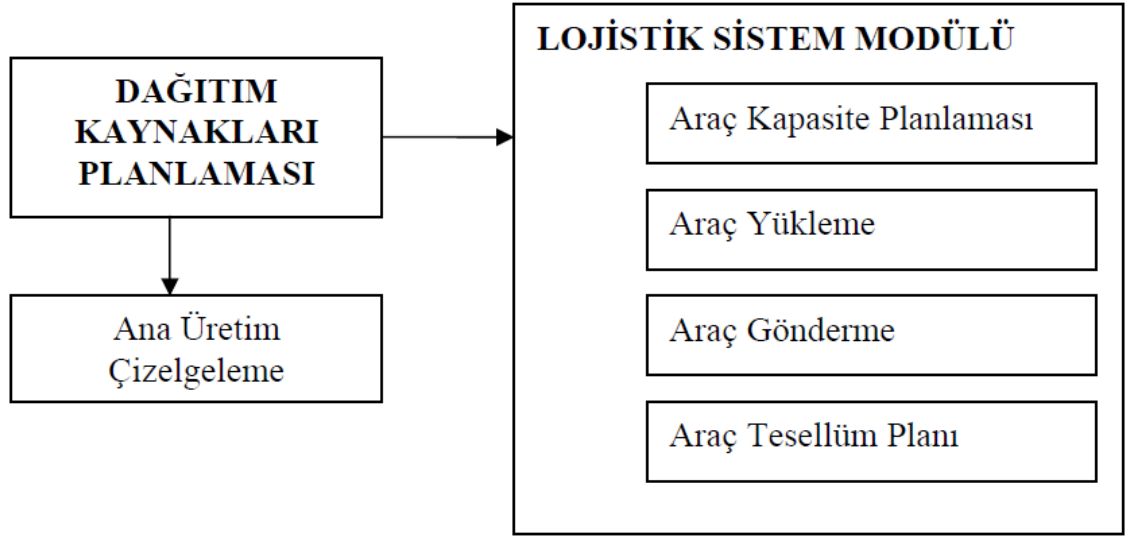 DAĞITIM
KAYNAKLARI
PLANLAMASI
Ana Üretim
Çizelgeleme
LOJİSTİK SİSTEM MODÜLÜ
Araç Kapasite Planlaması
Araç Yükleme
Araç Gönderme
Araç Tesellüm Planı